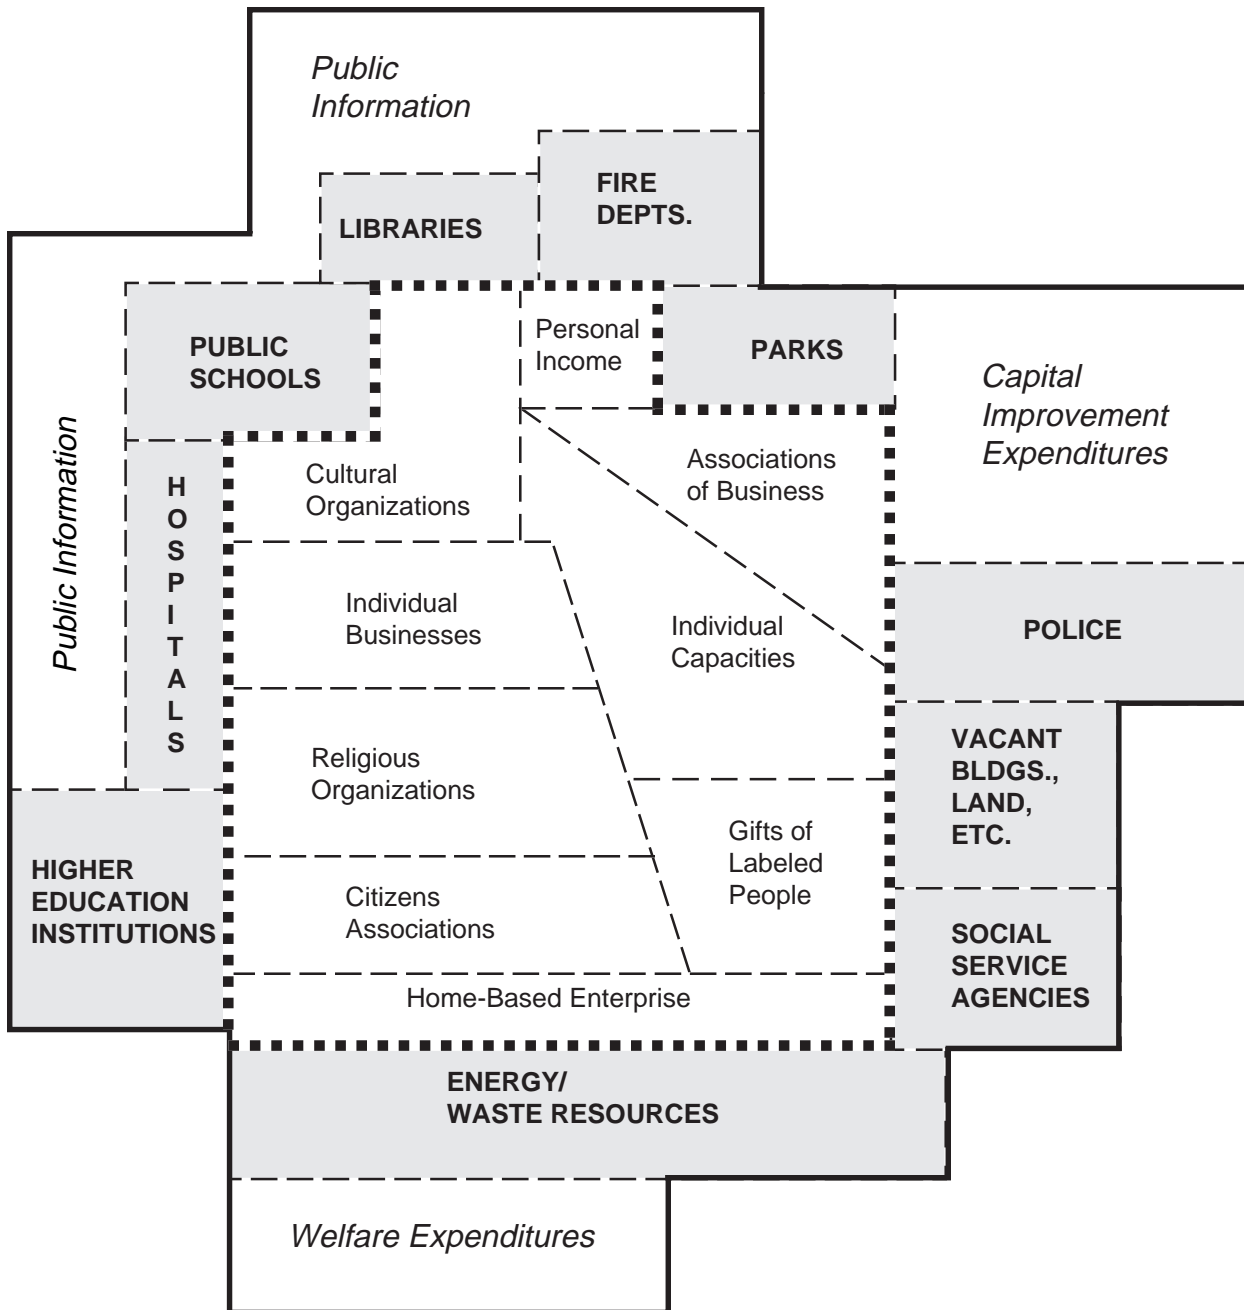 Public
Information
FIRE
DEPTS.
LIBRARIES
Personal
Income
PUBLIC
SCHOOLS
PARKS
Capital
Improvement
Expenditures
Public Information
HOSPITALS
Cultural
Organizations
Associations
of Business
Individual
Businesses
Individual
Capacities
POLICE
Religious
Organizations
VACANT
BLDGS.,
LAND,
ETC.
Gifts of
Labeled
People
HIGHER
EDUCATION
INSTITUTIONS
Citizens
Associations
SOCIAL
SERVICE
AGENCIES
Home-Based Enterprise
ENERGY/
WASTE RESOURCES
Welfare Expenditures